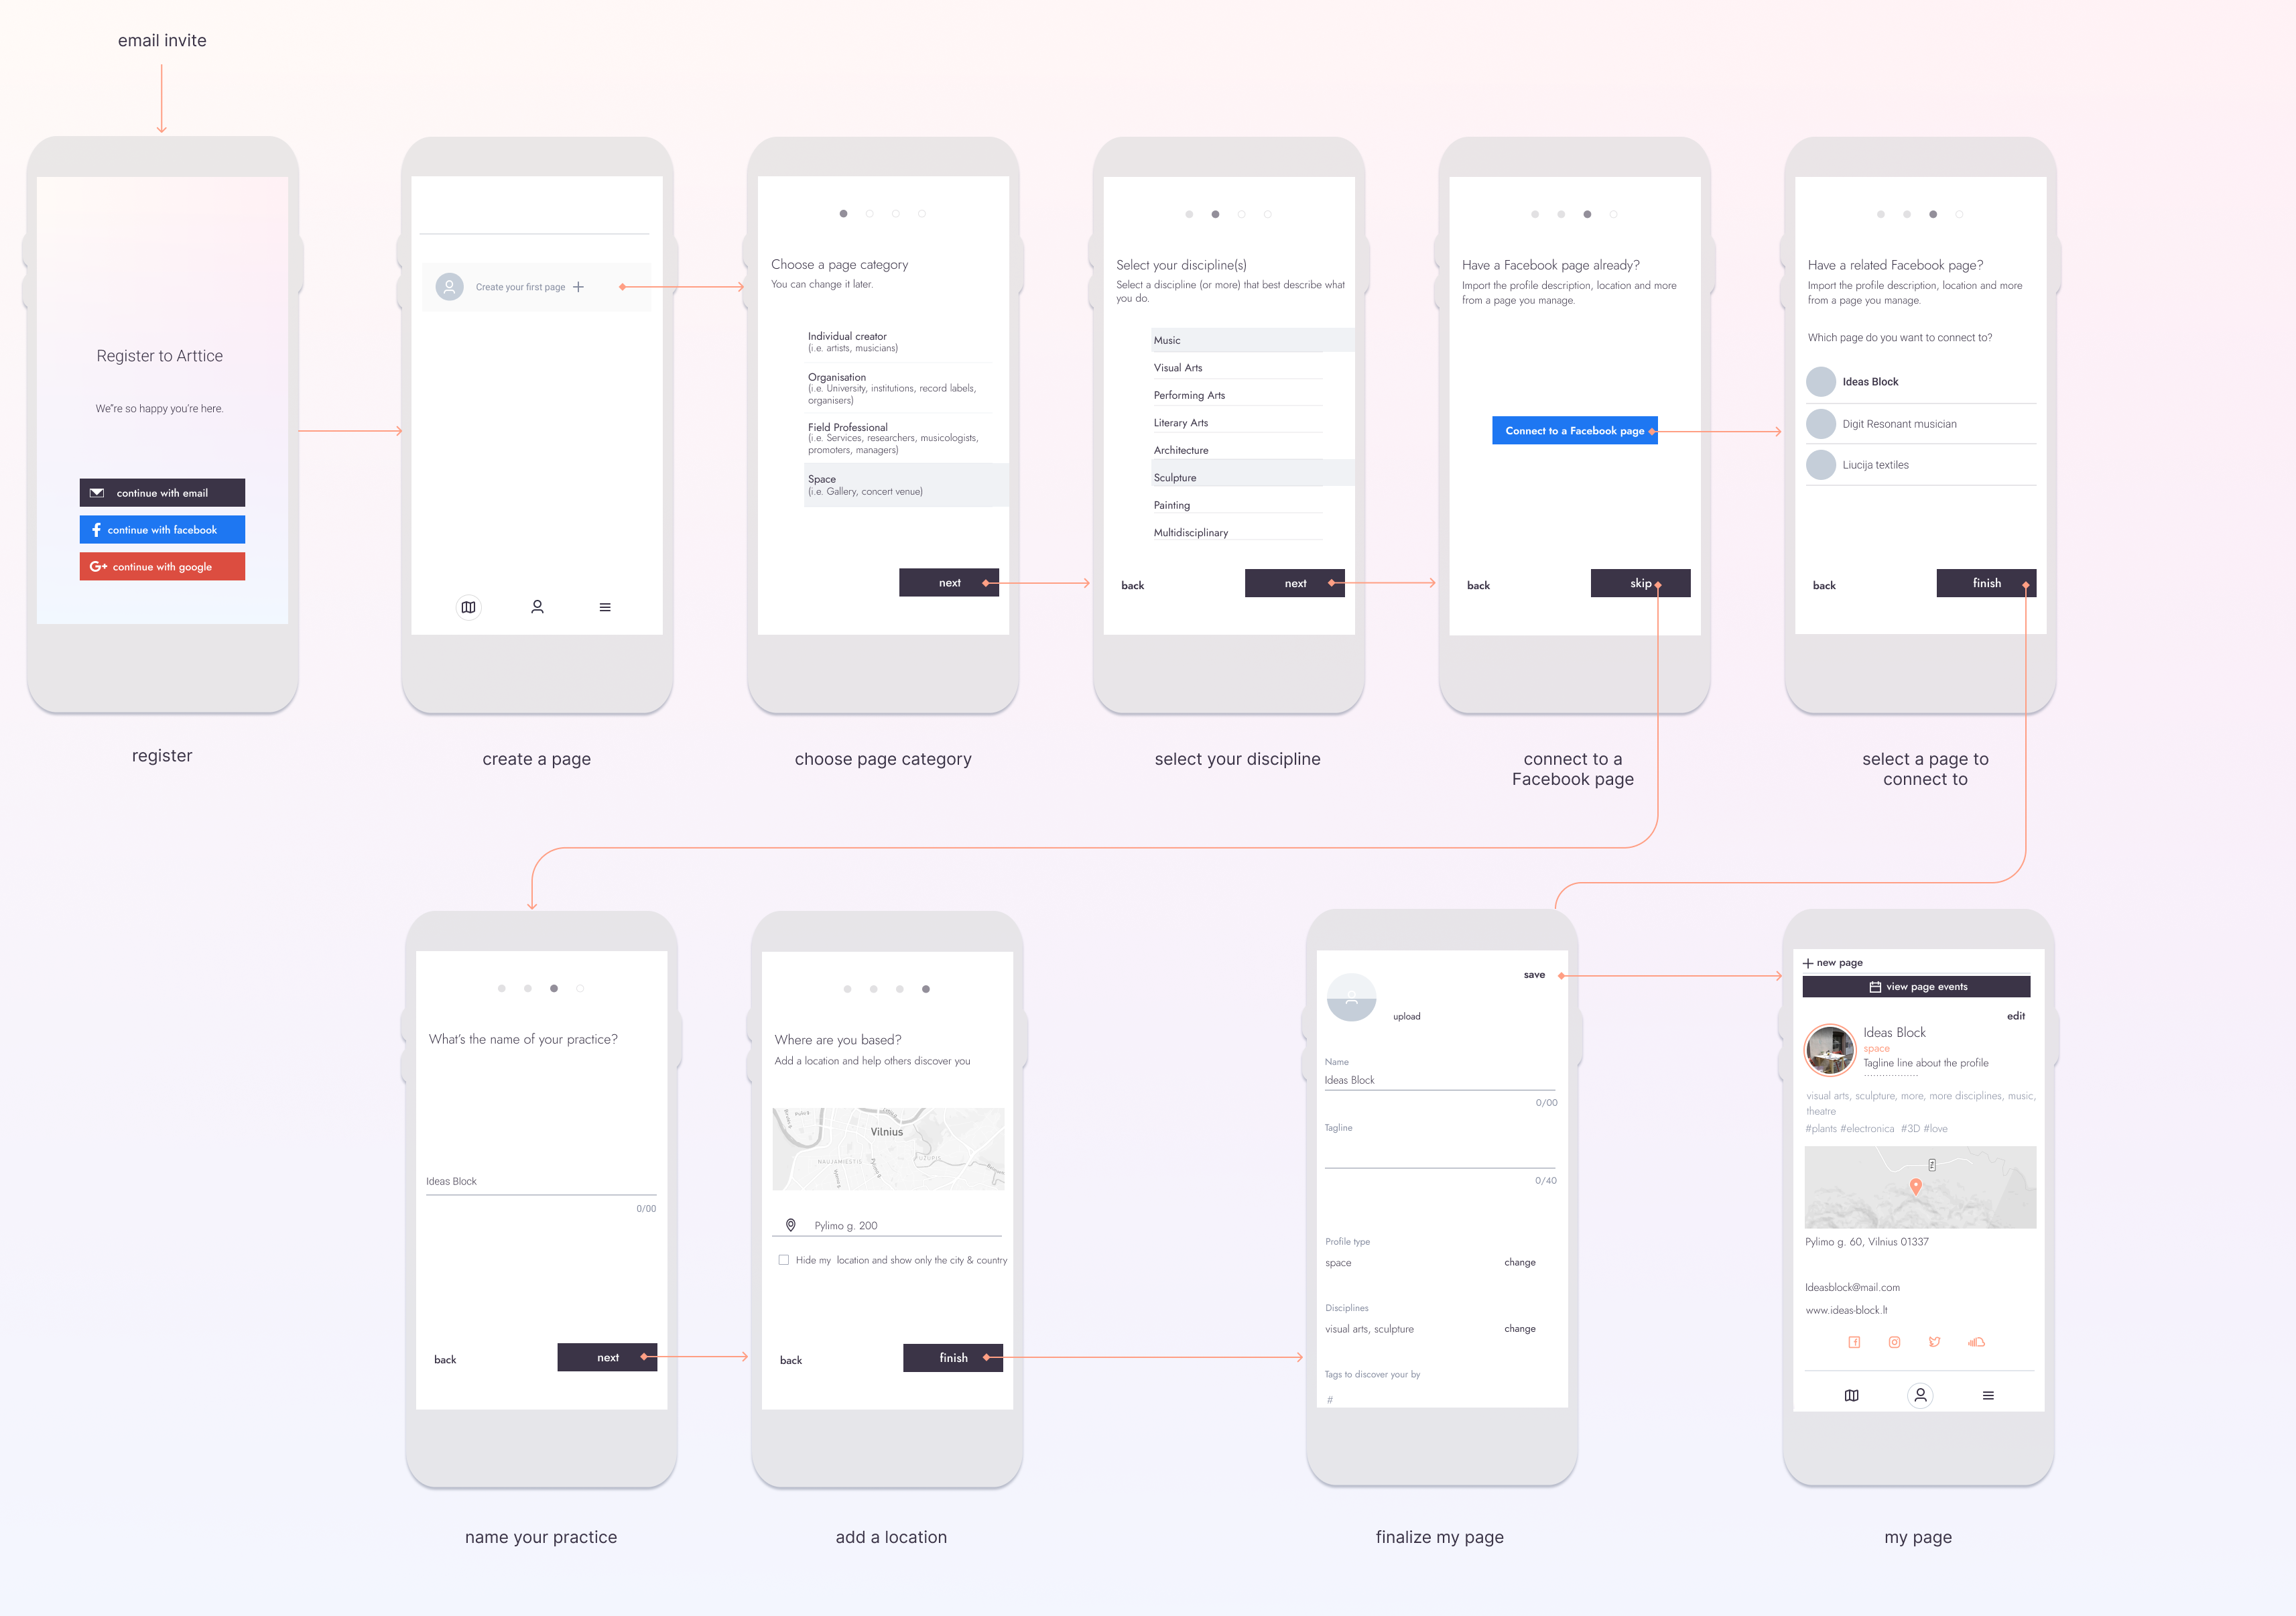 email invite
Register to Arttice
We"re so happy you're here.
continue with email
continue with facebook
continue with google
register
Create your first page
create a page
Choose a page category
You can change it later.
Individual creator
(i.e. artists, musicians)
Organisation
(i.e. University, institutions, record labels,
organisers)
Field Professional
(i.e. Services, researchers, musicologists,
promoters, managers)
Space
(i.e. Gallery, concert venue)
next
choose page category
Select your discipline(s)
Select a discipline (or more) that best describe what
you do.
Music
Visual Arts
Performing Arts
Literary Arts
Architecture
Sculpture
Painting
Multidisciplinary
back
next
select your discipline
Have a Facebook page already?
Import the profile description, location and more
from a page you manage.
Connect to a Facebook page
back
skip
connect to a
Facebook page
Have a related Facebook page?
Import the profile description, location and more
from a page you manage.
Which page do you want to connect to?
Ideas Block
Digit Resonant musician
Liucija textiles
back
finish
select a page to
connect to
What's the name of your practice?
Ideas Block
0/00
back
next
name your practice
Where are you based?
Add a location and help others discover you
Vilnius
NAUJAMIESTIS
Pylimo g. 200
Hide my location and show only the city & country
back
finish
add a location
save
upload
Name
Ideas Block
0/00
Tagline
0/40
Profile type
space
change
Disciplines
visual arts, sculpture
change
Tags to discover your by
#
finalize my page
new page
view page events
edit
Ideas Block
space
Tagline line about the profile
visual arts, sculpture, more, more disciplines, music,
theatre
#plants #electronica #3D #love
Pylimo g. 60, Vilnius 01337
Ideasblock@mail.com
www.ideas-block.lt
my page